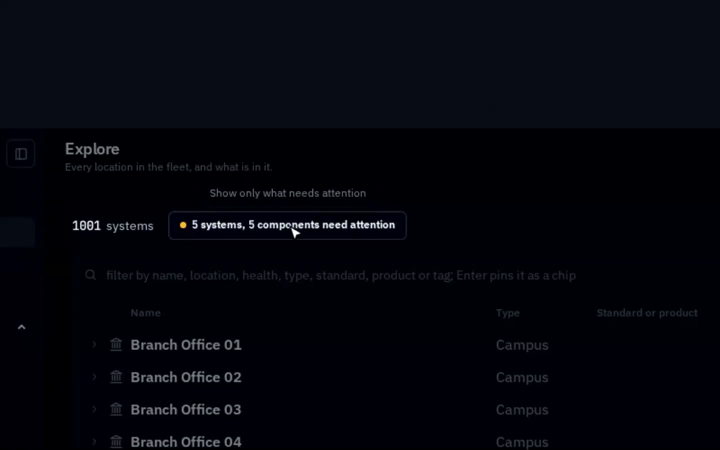 Explore
Every location in the fleet, and what is in it.
Show only what needs attention
1001 systems
5 systems, 5 components need attention
filter by name, location, health, type, standard, product or tag; Enter pins it as a chip
Name Type Standard or product
Branch Office 01 Campus
Branch Office 02 Campus
Branch Office 03 Campus
Branch Office 04 Campus